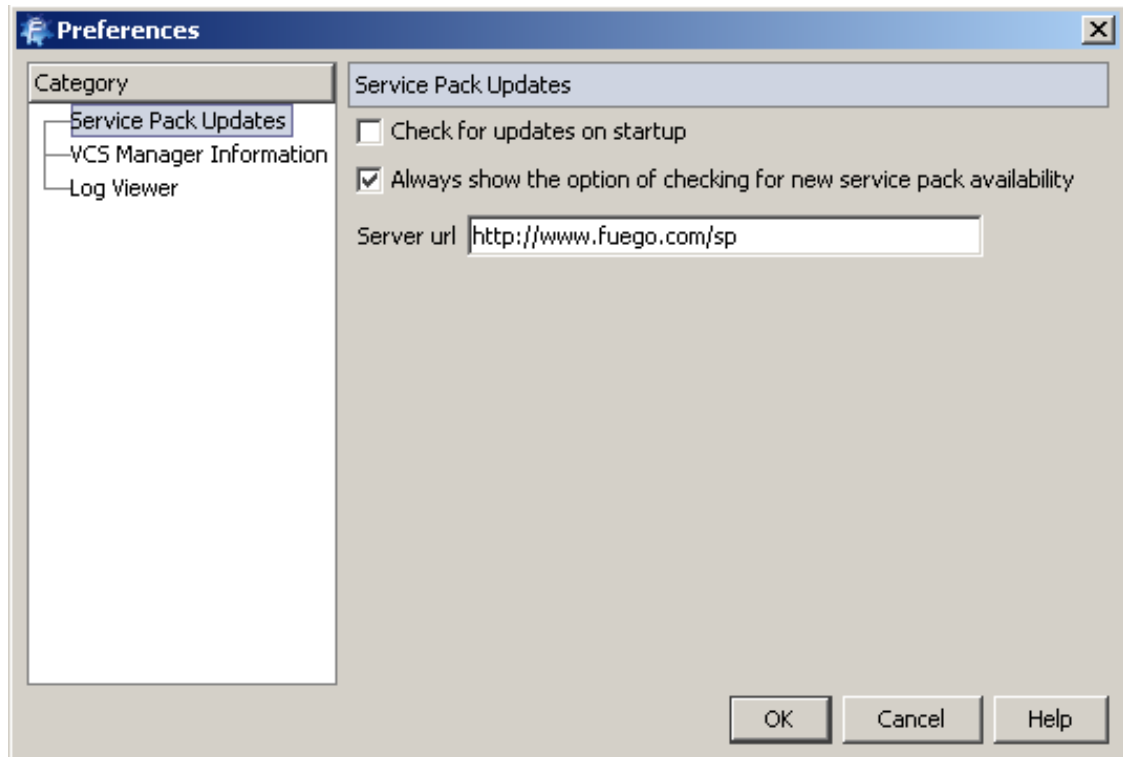 Preferences
Category
Service Pack Updates
VCS Manager Information
Log Viewer
Service Pack Updates
Check for updates on startup
Always show the option of checking for new service pack availability
Server url http://www.fuego.com/sp
OK Cancel Help